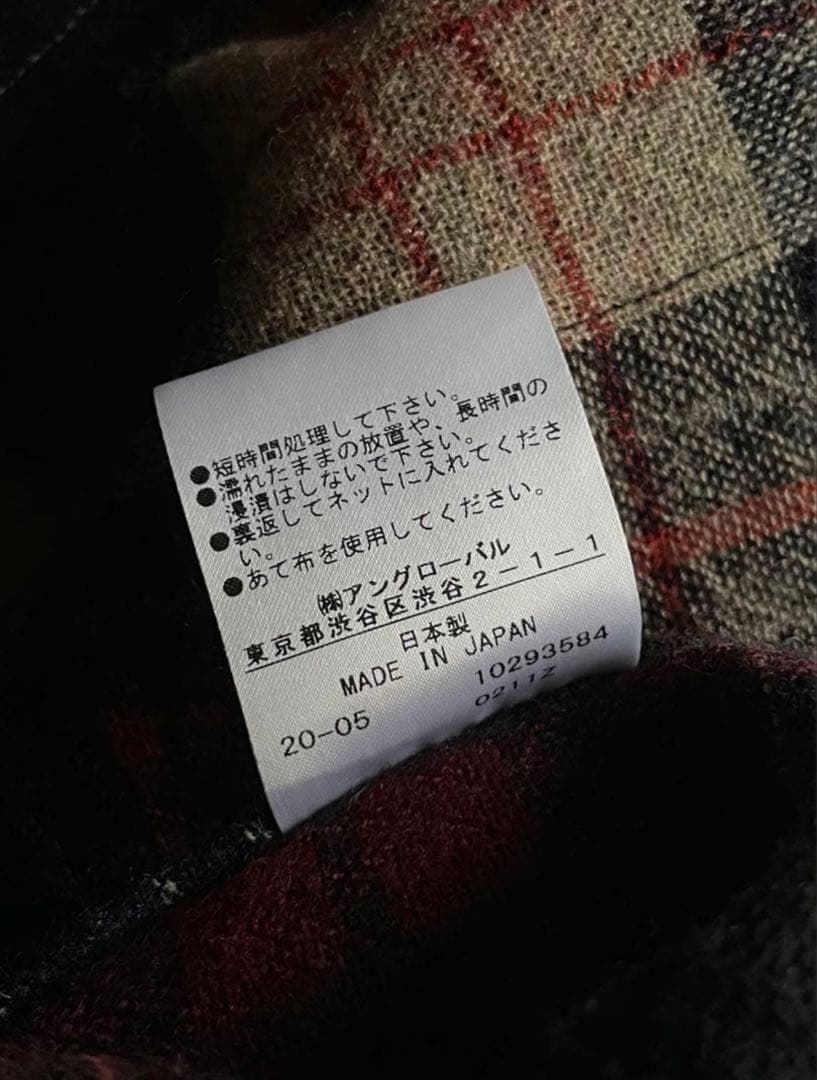 ●短時間処理して下さい。
●濡れたままの放置や、長時間の
浸漬はしないで下さい。
●裏返してネットに入れてくださ
い。
●あて布を使用してください。
㈱アングローバル
東京都渋谷区渋谷2-1-1
日本製
MADE IN JAPAN
10293584
20-05 0211Z